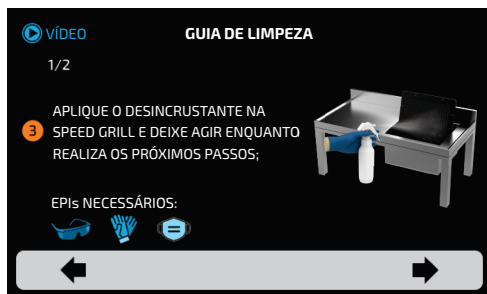 VÍDEO
GUIA DE LIMPEZA
1/2
3
APLIQUE O DESINCRUSTANTE NA
SPEED GRILL E DEIXE AGIR ENQUANTO
REALIZA OS PRÓXIMOS PASSOS;
EPIs NECESSÁRIOS: